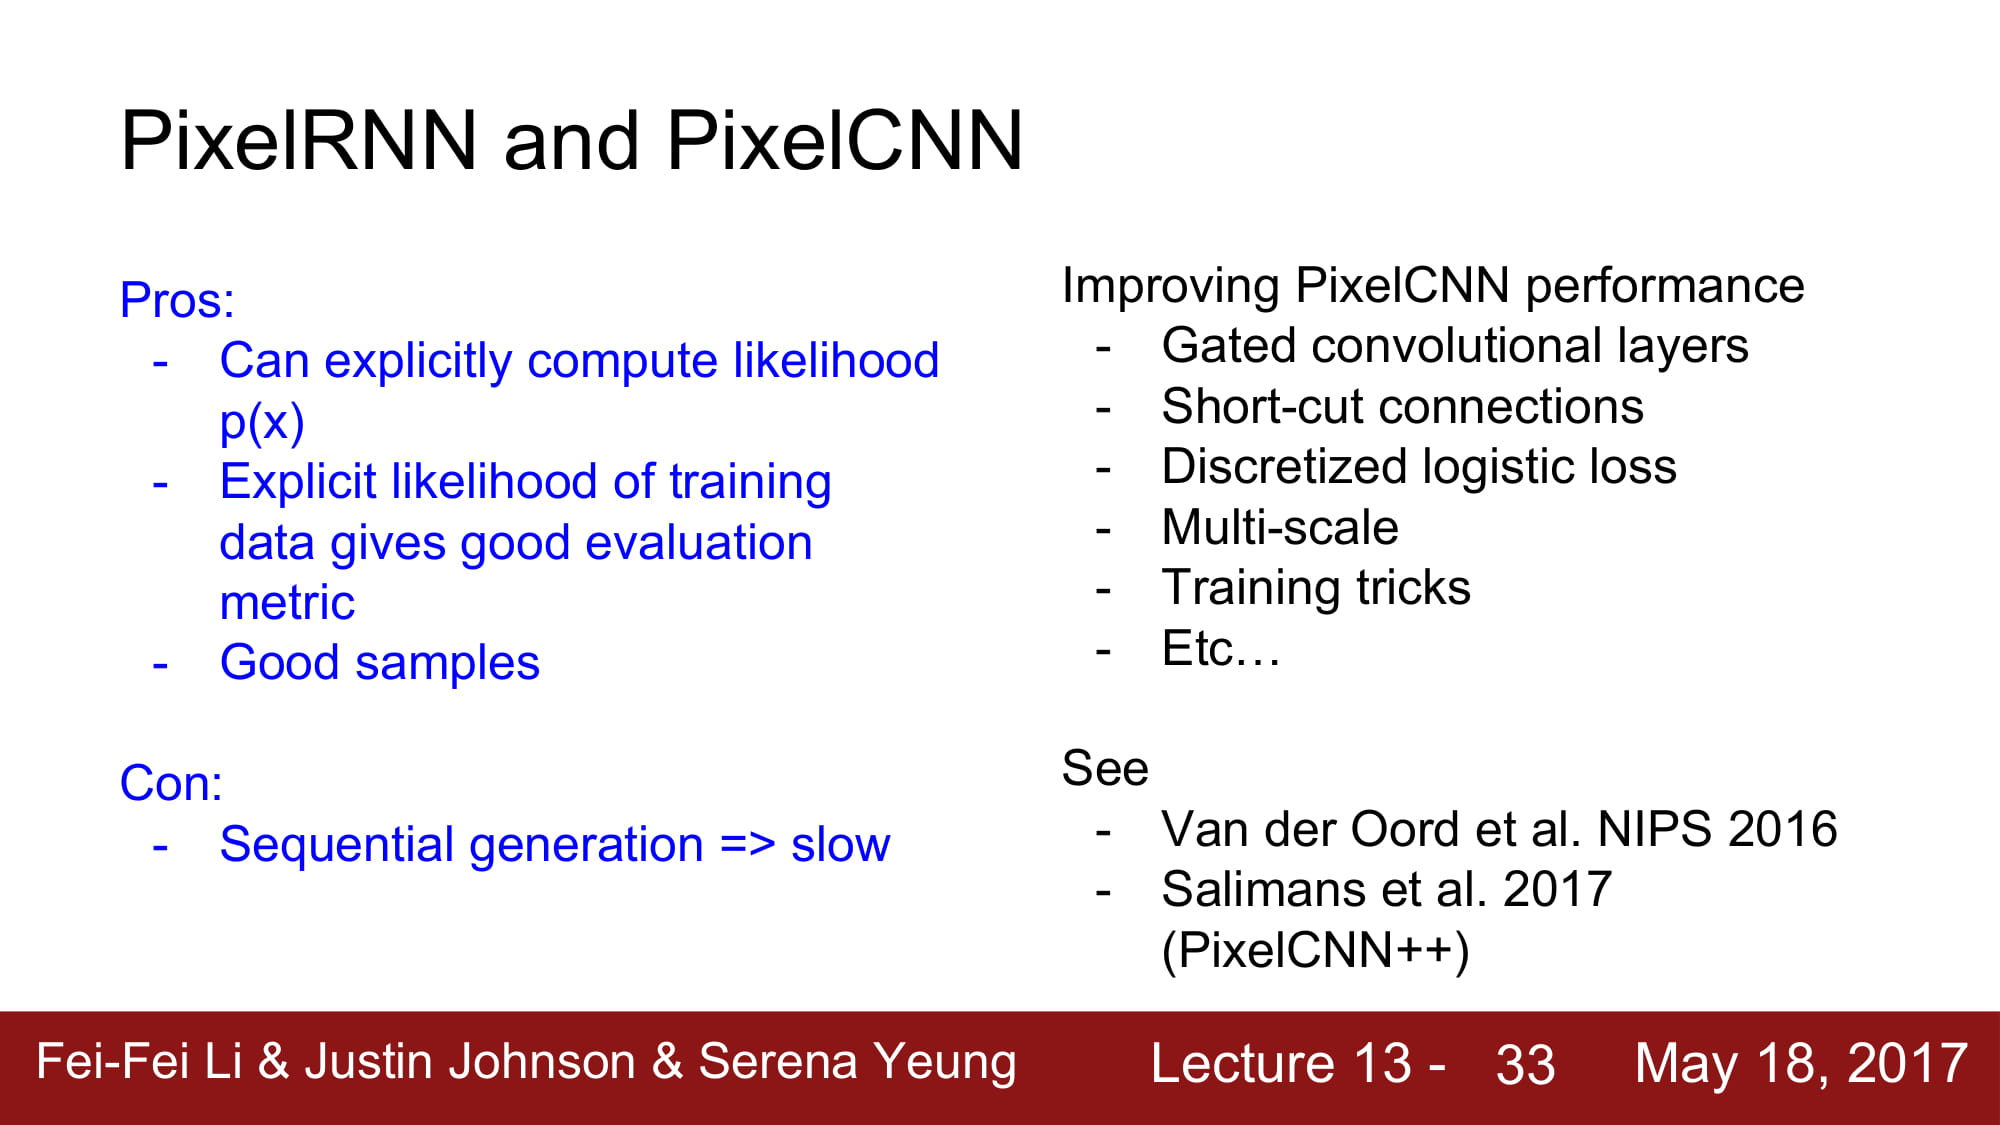 PixelRNN and PixelCNN
Pros:
- Can explicitly compute likelihood
p(x)
- Explicit likelihood of training
data gives good evaluation
metric
- Good samples
Con:
- Sequential generation => slow
Improving PixelCNN performance
- Gated convolutional layers
- Short-cut connections
- Discretized logistic loss
- Multi-scale
- Training tricks
- Etc…
See
- Van der Oord et al. NIPS 2016
- Salimans et al. 2017
(PixelCNN++)
Fei-Fei Li & Justin Johnson & Serena Yeung Lecture 13 - 33 May 18, 2017